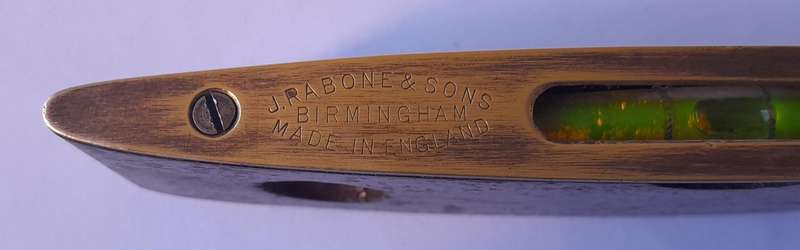 J. RABONE & SONS
BIRMINGHAM
MADE IN ENGLAND